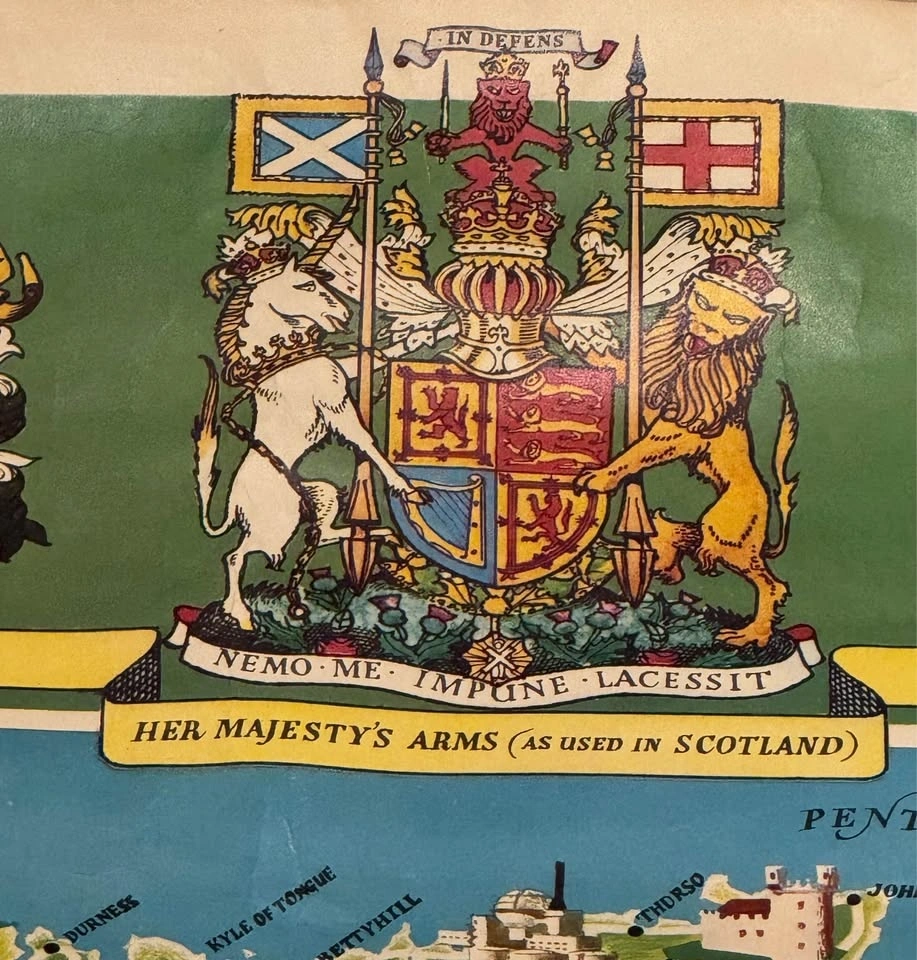 IN DEFENS
NEMO · ME · IMPUNE · LACESSIT
HER MAJESTY'S ARMS (AS USED IN SCOTLAND)
PENT
DURNESS
KYLE OF TONGUE
BETTYHILL
THURSO
JOH